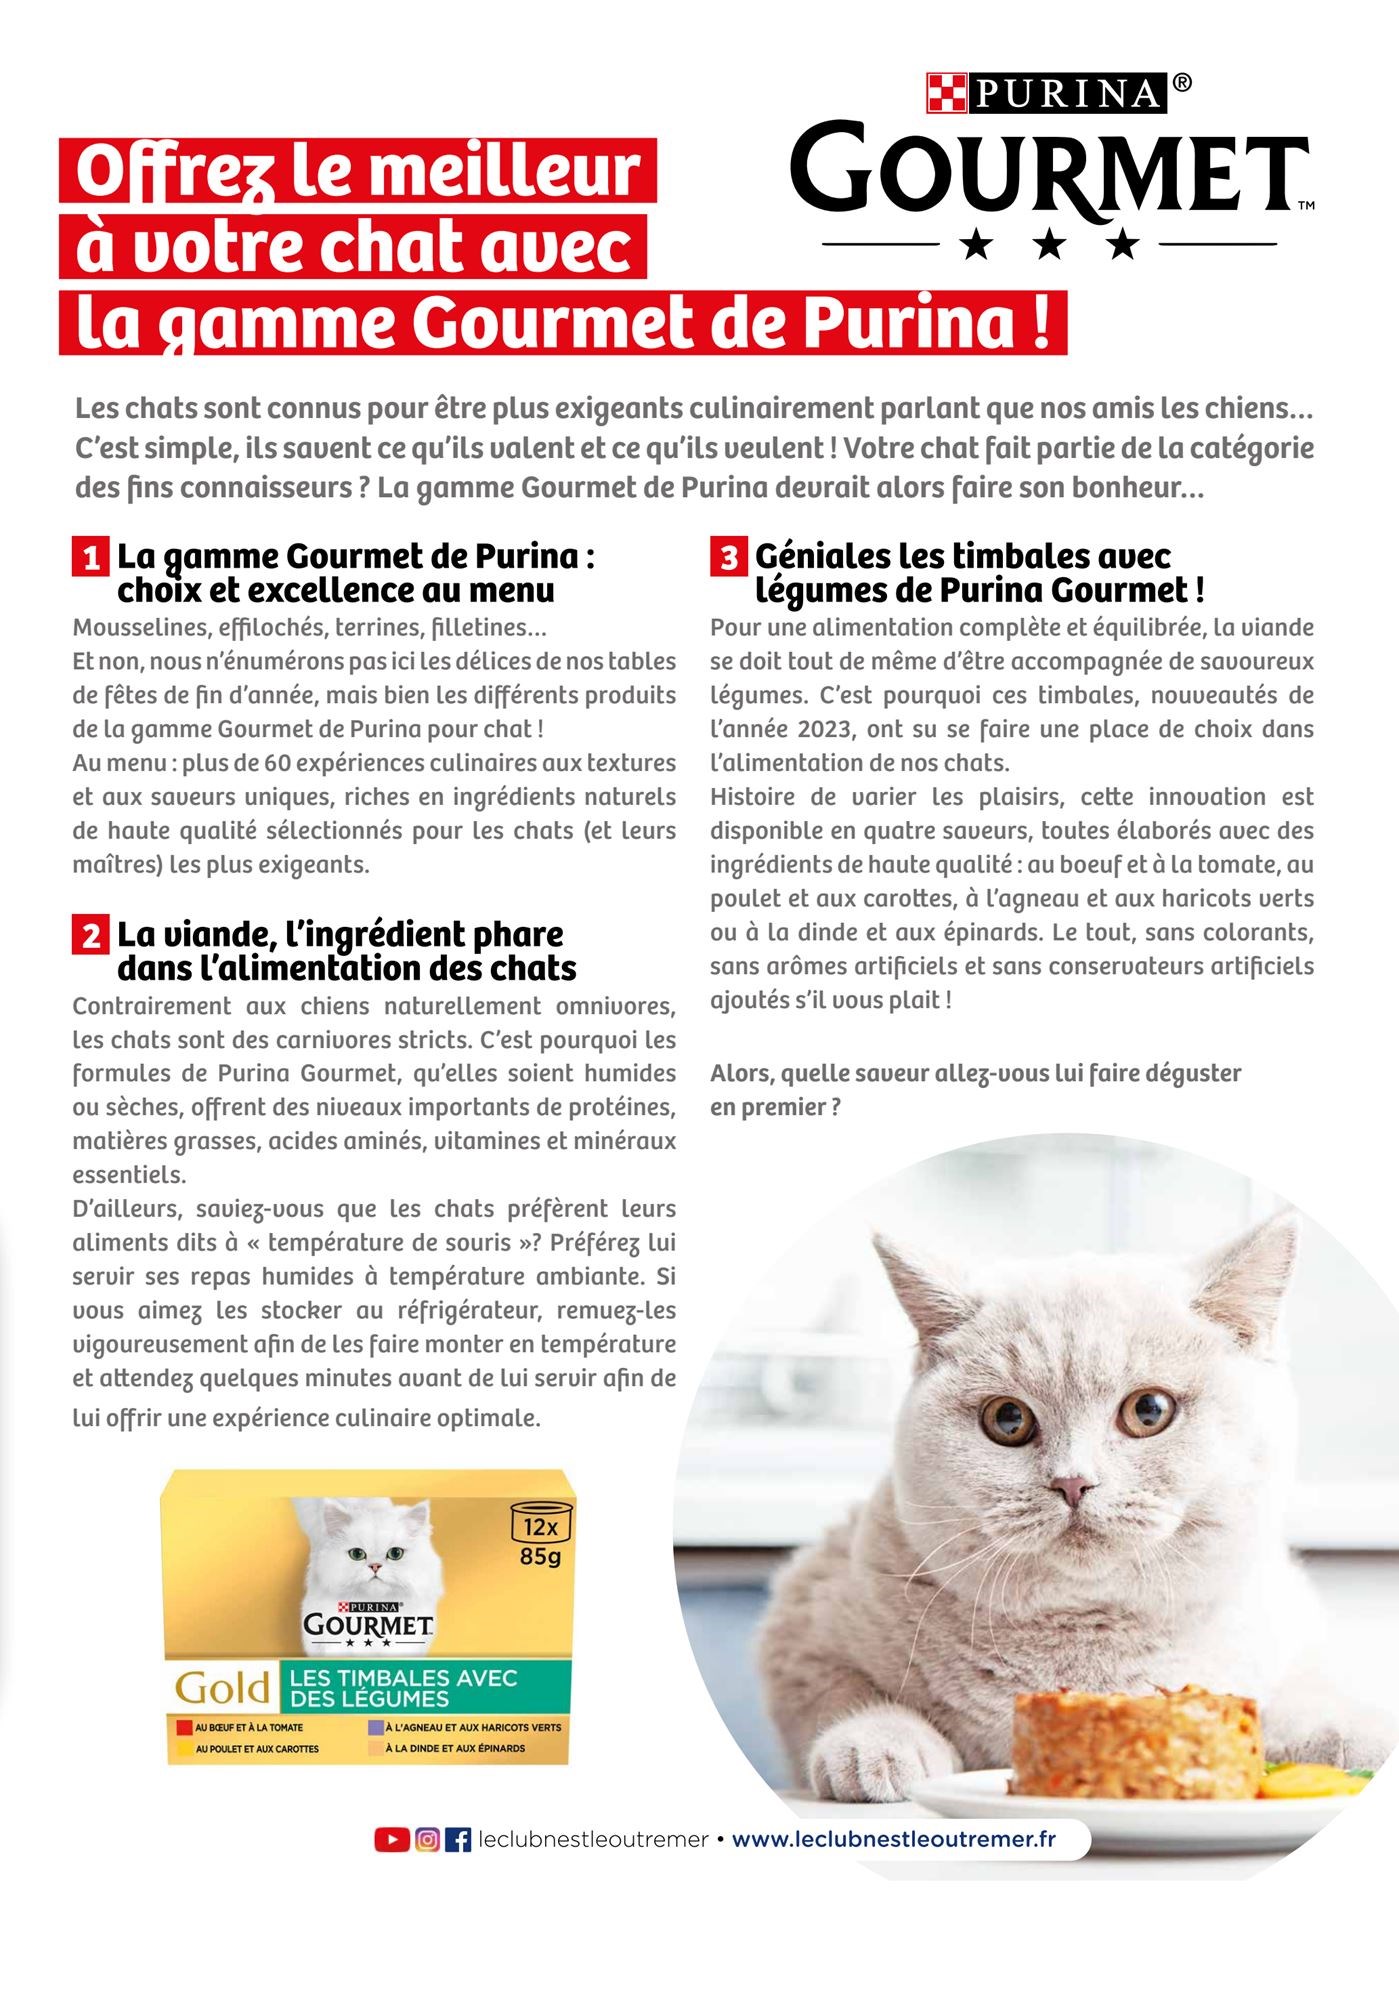 PURINA®
GOURMET™
Offrez le meilleur
à votre chat avec
la gamme Gourmet de Purina !
Les chats sont connus pour être plus exigeants culinairement parlant que nos amis les chiens...
C’est simple, ils savent ce qu’ils valent et ce qu’ils veulent ! Votre chat fait partie de la catégorie
des fins connaisseurs ? La gamme Gourmet de Purina devrait alors faire son bonheur...
1 La gamme Gourmet de Purina :
choix et excellence au menu
Mousselines, effilochés, terrines, filletines...
Et non, nous n’énumérons pas ici les délices de nos tables
de fêtes de fin d’année, mais bien les différents produits
de la gamme Gourmet de Purina pour chat !
Au menu : plus de 60 expériences culinaires aux textures
et aux saveurs uniques, riches en ingrédients naturels
de haute qualité sélectionnés pour les chats (et leurs
maîtres) les plus exigeants.
2 La viande, l’ingrédient phare
dans l’alimentation des chats
Contrairement aux chiens naturellement omnivores,
les chats sont des carnivores stricts. C’est pourquoi les
formules de Purina Gourmet, qu’elles soient humides
ou sèches, offrent des niveaux importants de protéines,
matières grasses, acides aminés, vitamines et minéraux
essentiels.
D’ailleurs, saviez-vous que les chats préfèrent leurs
aliments dits à « température de souris »? Préférez lui
servir ses repas humides à température ambiante. Si
vous aimez les stocker au réfrigérateur, remuez-les
vigoureusement afin de les faire monter en température
et attendez quelques minutes avant de lui servir afin de
lui offrir une expérience culinaire optimale.
3 Géniales les timbales avec
légumes de Purina Gourmet !
Pour une alimentation complète et équilibrée, la viande
se doit tout de même d’être accompagnée de savoureux
légumes. C’est pourquoi ces timbales, nouveautés de
l’année 2023, ont su se faire une place de choix dans
l’alimentation de nos chats.
Histoire de varier les plaisirs, cette innovation est
disponible en quatre saveurs, toutes élaborés avec des
ingrédients de haute qualité : au boeuf et à la tomate, au
poulet et aux carottes, à l’agneau et aux haricots verts
ou à la dinde et aux épinards. Le tout, sans colorants,
sans arômes artificiels et sans conservateurs artificiels
ajoutés s’il vous plait !
Alors, quelle saveur allez-vous lui faire déguster
en premier ?
12x
85g
PURINA®
GOURMET
Gold
LES TIMBALES AVEC
DES LÉGUMES
AU BŒUF ET À LA TOMATE
À L'AGNEAU ET AUX HARICOTS VERTS
AU POULET ET AUX CAROTTES
À LA DINDE ET AUX ÉPINARDS
leclubnestleoutremer • www.leclubnestleoutremer.fr